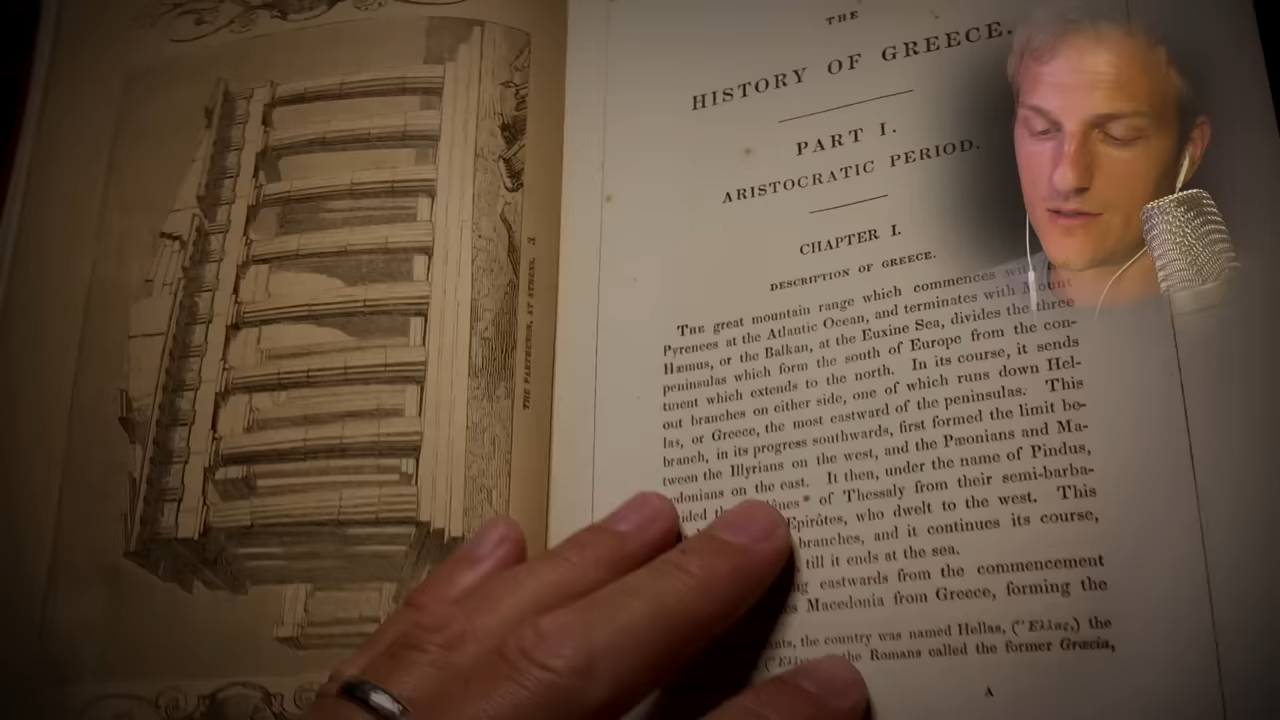 THE PARTHENON, AT ATHENS. 3
THE
HISTORY OF GREECE.
PART I.
ARISTOCRATIC PERIOD.
CHAPTER I.
DESCRIPTION OF GREECE.
The great mountain range which commences with
Pyrenees at the Atlantic Ocean, and terminates with Mount
Hæmus, or the Balkan, at the Euxine Sea, divides the three
peninsulas which form the south of Europe from the con-
tinent which extends to the north. In its course, it sends
out branches on either side, one of which runs down Hel-
las, or Greece, the most eastward of the peninsulas. This
branch, in its progress southwards, first formed the limit be-
tween the Illyrians on the west, and the Pæonians and Ma-
cedonians on the east. It then, under the name of Pindus,
of Thessaly from their semi-barba-
Epirôtes, who dwelt to the west. This
branches, and it continues its course,
till it ends at the sea.
eastwards from the commencement
Macedonia from Greece, forming the
the country was named Hellas, (Ἑλλας,) the
the Romans called the former Græcia,
A